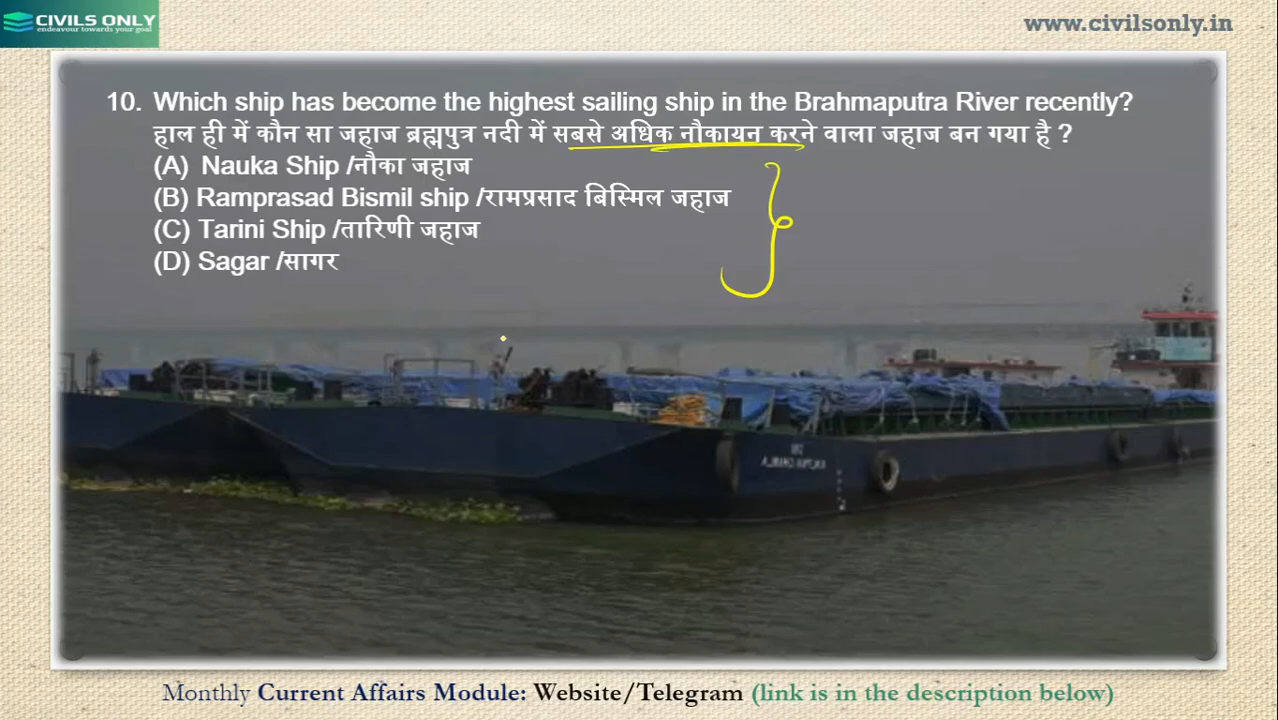 CIVILS ONLY
endeavour towards your goal
www.civilsonly.in
10. Which ship has become the highest sailing ship in the Brahmaputra River recently?
हाल ही में कौन सा जहाज ब्रह्मपुत्र नदी में सबसे अधिक नौकायन करने वाला जहाज बन गया है ?
(A) Nauka Ship /नौका जहाज
(B) Ramprasad Bismil ship /रामप्रसाद बिस्मिल जहाज
(C) Tarini Ship /तारिणी जहाज
(D) Sagar /सागर
Monthly Current Affairs Module: Website/Telegram (link is in the description below)